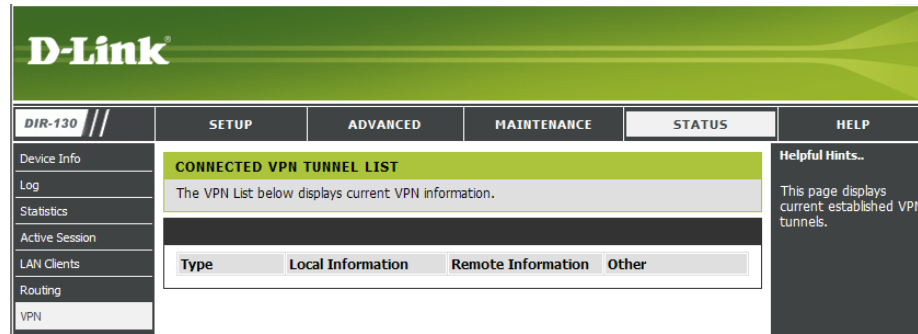 D-Link
DIR-130
SETUP
ADVANCED
MAINTENANCE
STATUS
HELP
Device Info
Log
Statistics
Active Session
LAN Clients
Routing
VPN
CONNECTED VPN TUNNEL LIST
The VPN List below displays current VPN information.
Type Local Information Remote Information Other
Helpful Hints..
This page displays
current established VPN
tunnels.